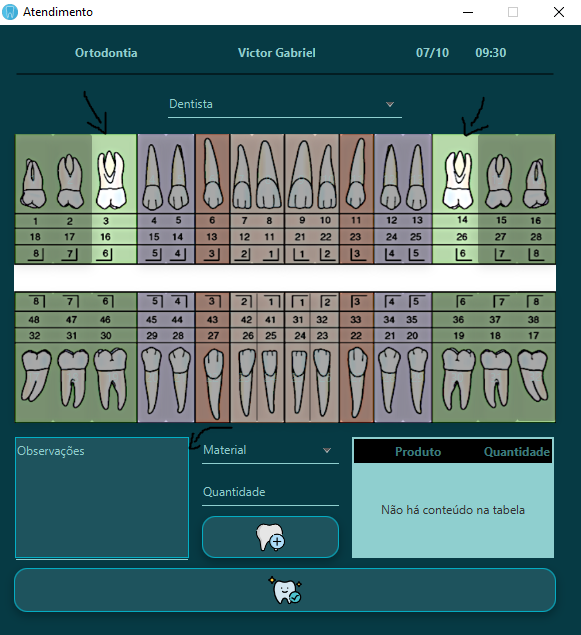 Atendimento
Ortodontia Victor Gabriel 07/10 09:30
Dentista
1 2 3 4 5 6 7 8 9 10 11 12 13 14 15 16
18 17 16 15 14 13 12 11 21 22 23 24 25 26 27 28
8 7 6 5 4 3 2 1 1 2 3 4 5 6 7 8
8 7 6 5 4 3 2 1 1 2 3 4 5 6 7 8
48 47 46 45 44 43 42 41 31 32 33 34 35 36 37 38
32 31 30 29 28 27 26 25 24 23 22 21 20 19 18 17
Observações
Material
Quantidade
Produto Quantidade
Não há conteúdo na tabela